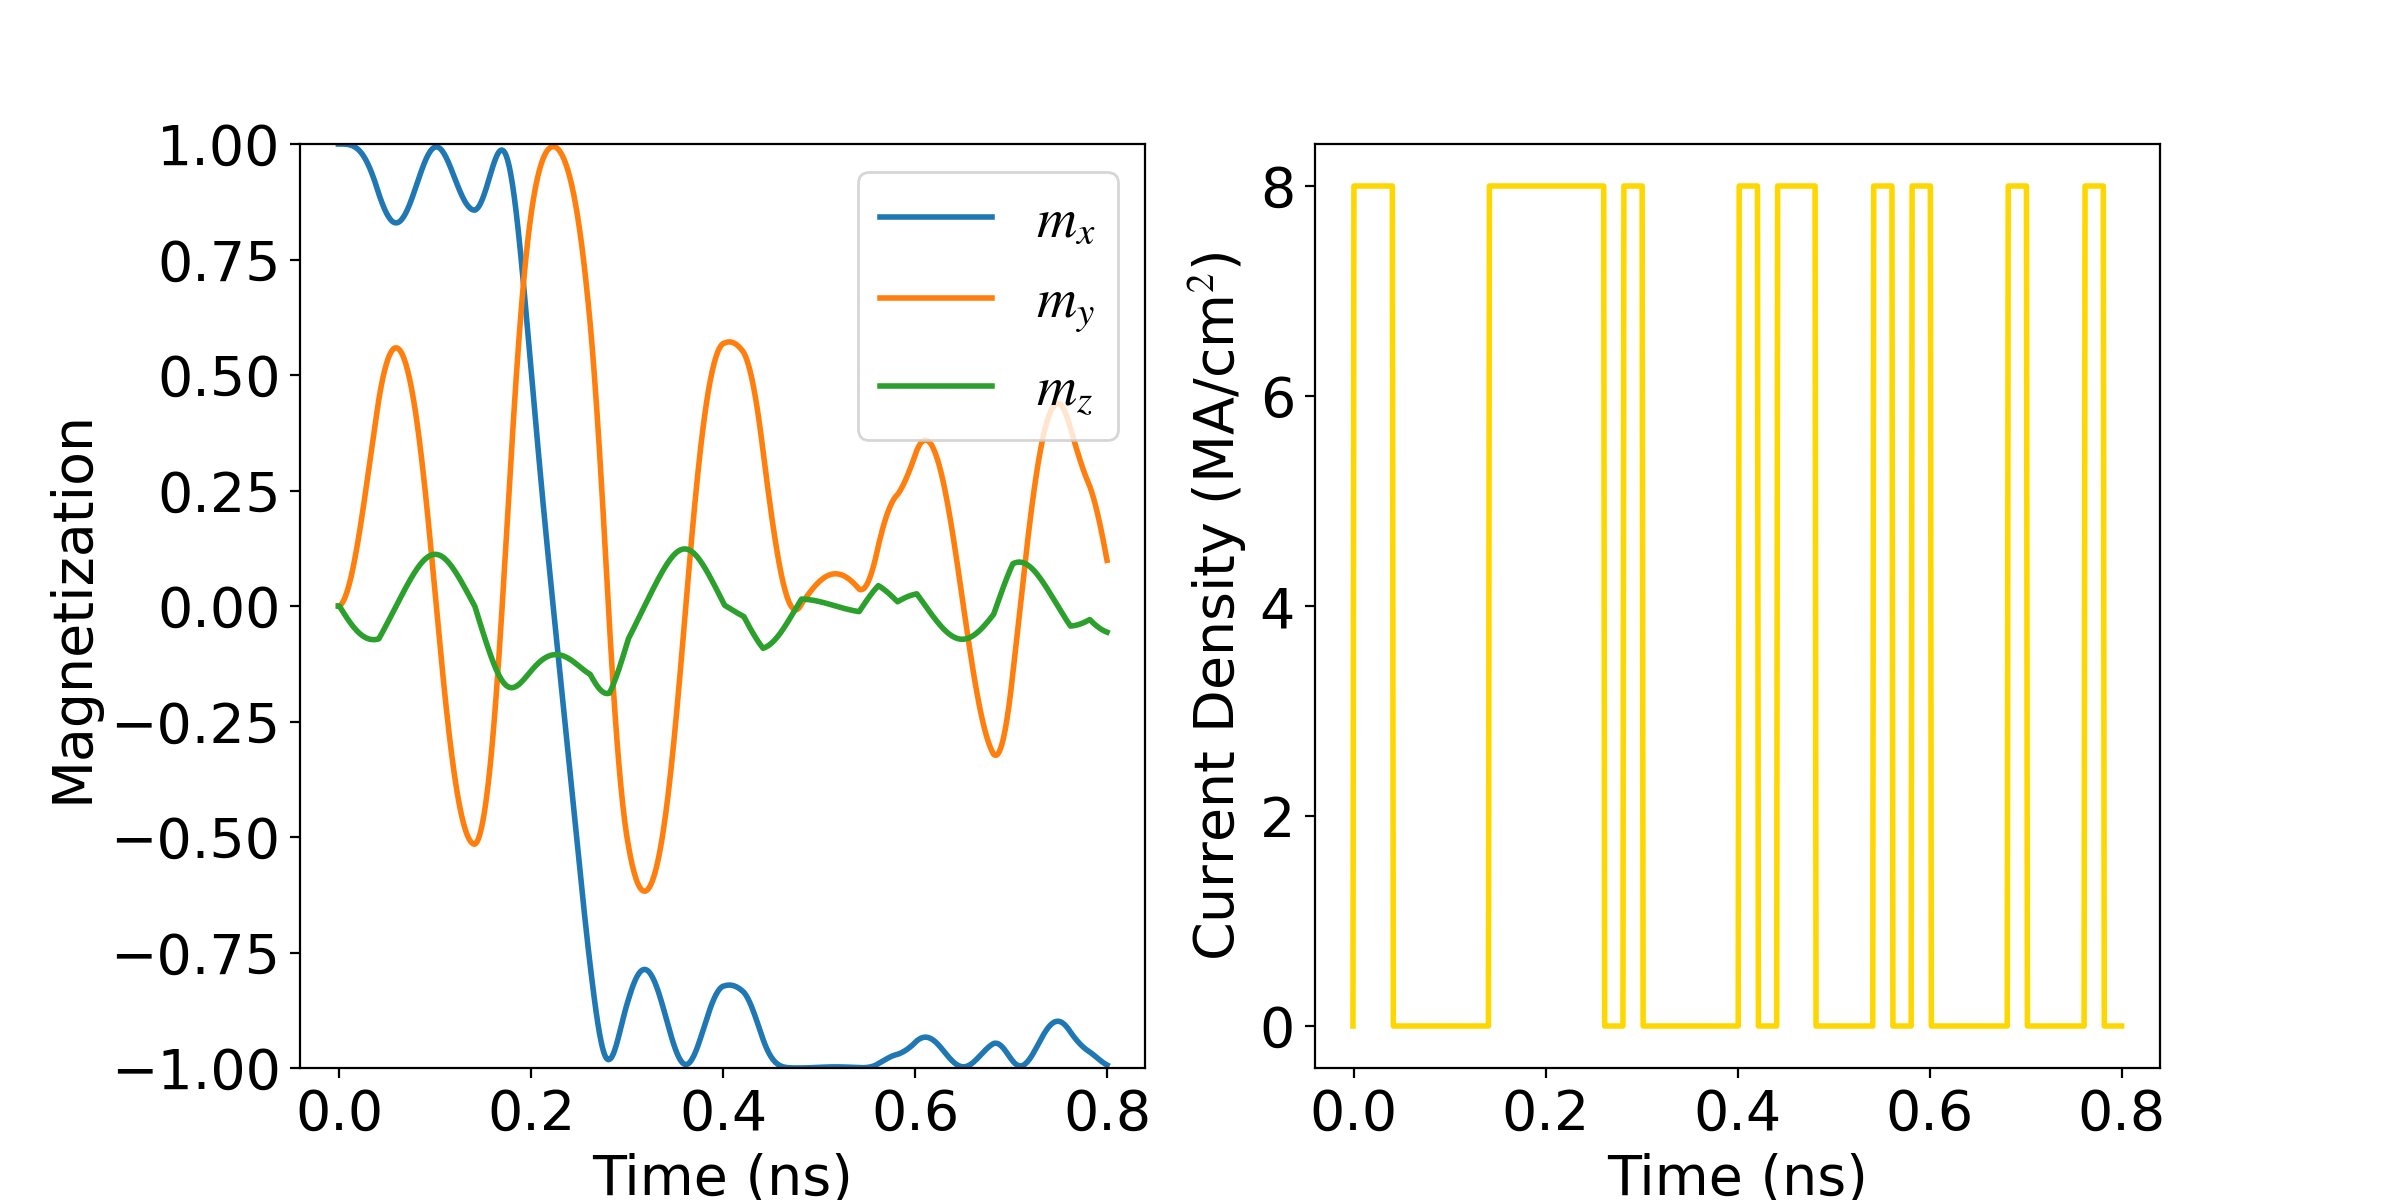 1.00
0.75
0.50
0.25
0.00
−0.25
−0.50
−0.75
−1.00
Magnetization
0.0 0.2 0.4 0.6 0.8
Time (ns)
m_x
m_y
m_z
8
6
4
2
0
Current Density (MA/cm²)
0.0 0.2 0.4 0.6 0.8
Time (ns)